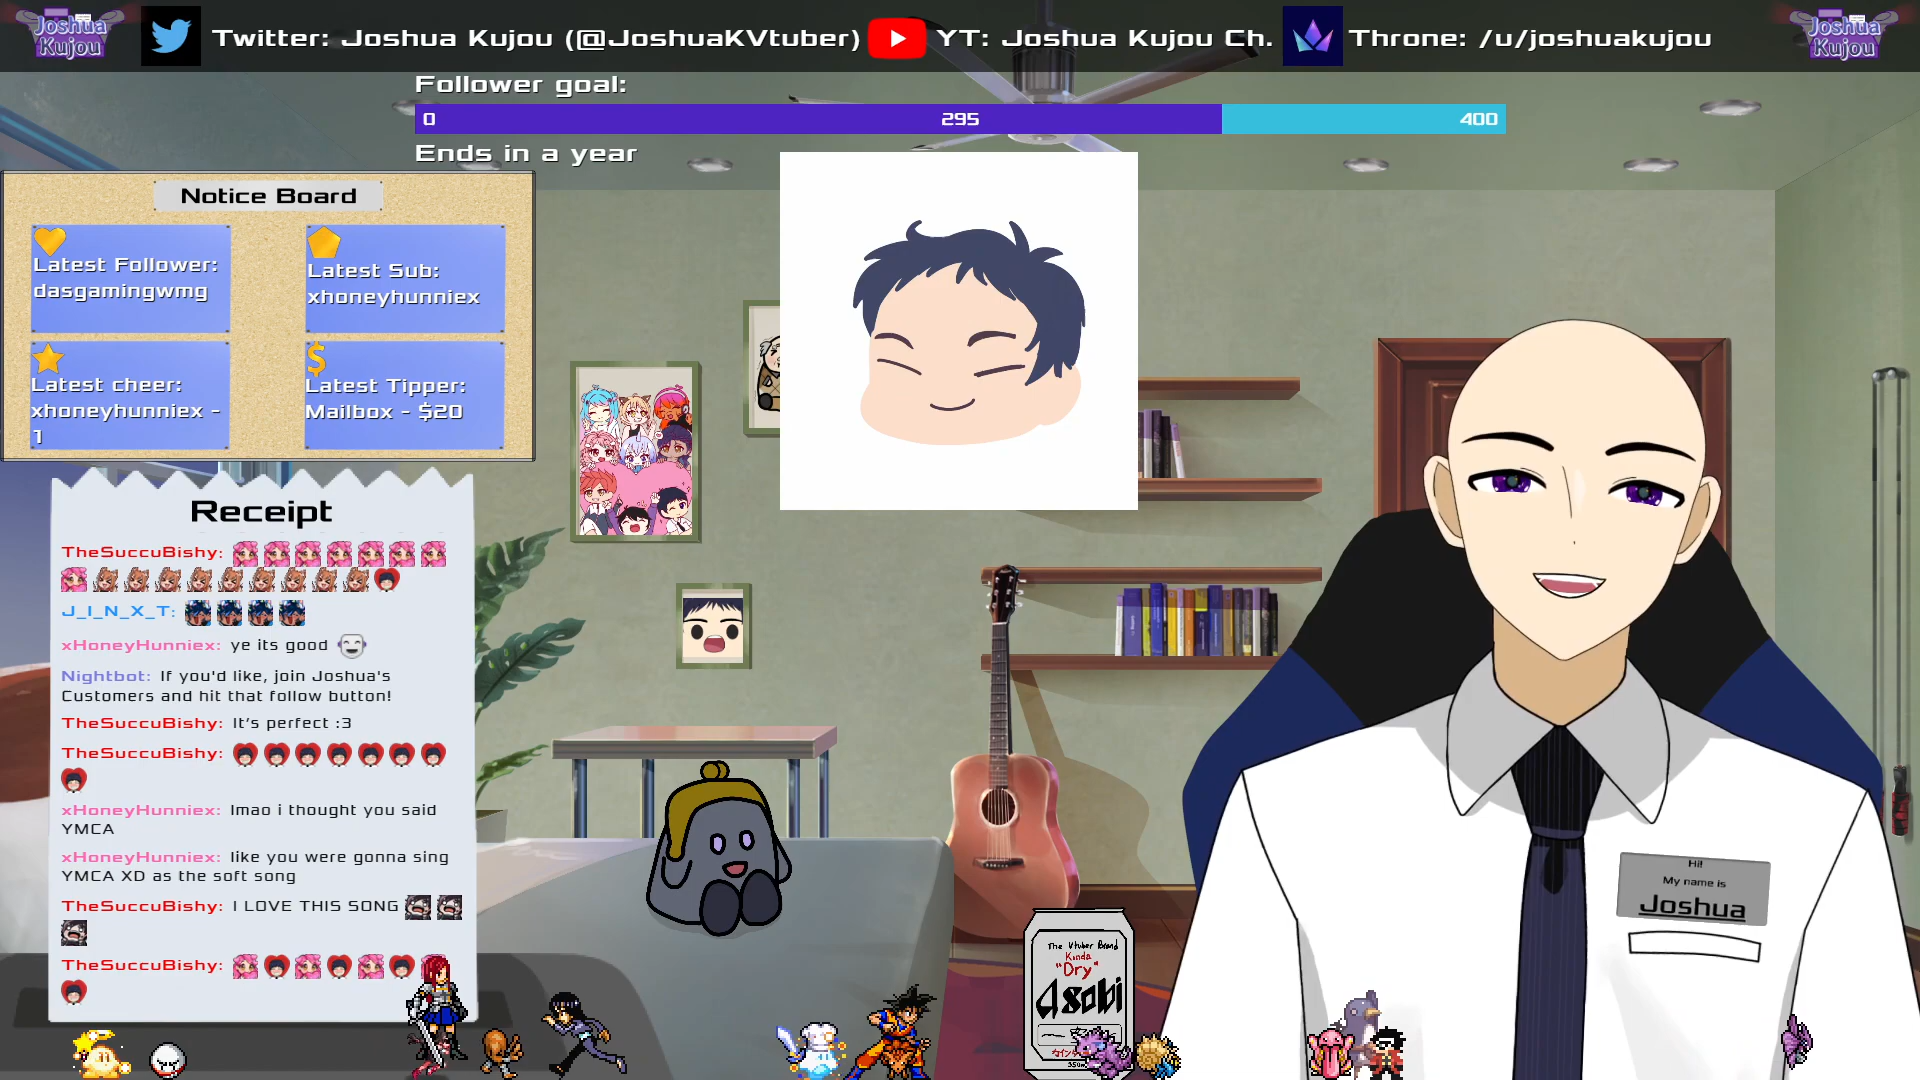 Joshua
Kujou
Twitter: Joshua Kujou (@JoshuaKVtuber)
YT: Joshua Kujou Ch.
Throne: /u/joshuakujou
Joshua
Kujou
Follower goal:
0
295
400
Ends in a year
Notice Board
Latest Follower:
dasgamingwmg
Latest Sub:
xhoneyhunniex
Latest cheer:
xhoneyhunniex -
1
Latest Tipper:
Mailbox - $20
Receipt
TheSuccuBishy:
J_I_N_X_T:
xHoneyHunniex: ye its good
Nightbot: If you'd like, join Joshua's
Customers and hit that follow button!
TheSuccuBishy: It's perfect :3
TheSuccuBishy:
xHoneyHunniex: lmao i thought you said
YMCA
xHoneyHunniex: like you were gonna sing
YMCA XD as the soft song
TheSuccuBishy: I LOVE THIS SONG
TheSuccuBishy:
The Vtuber Brand
Kinda
"Dry"
Asobi
Hi!
My name is
Joshua